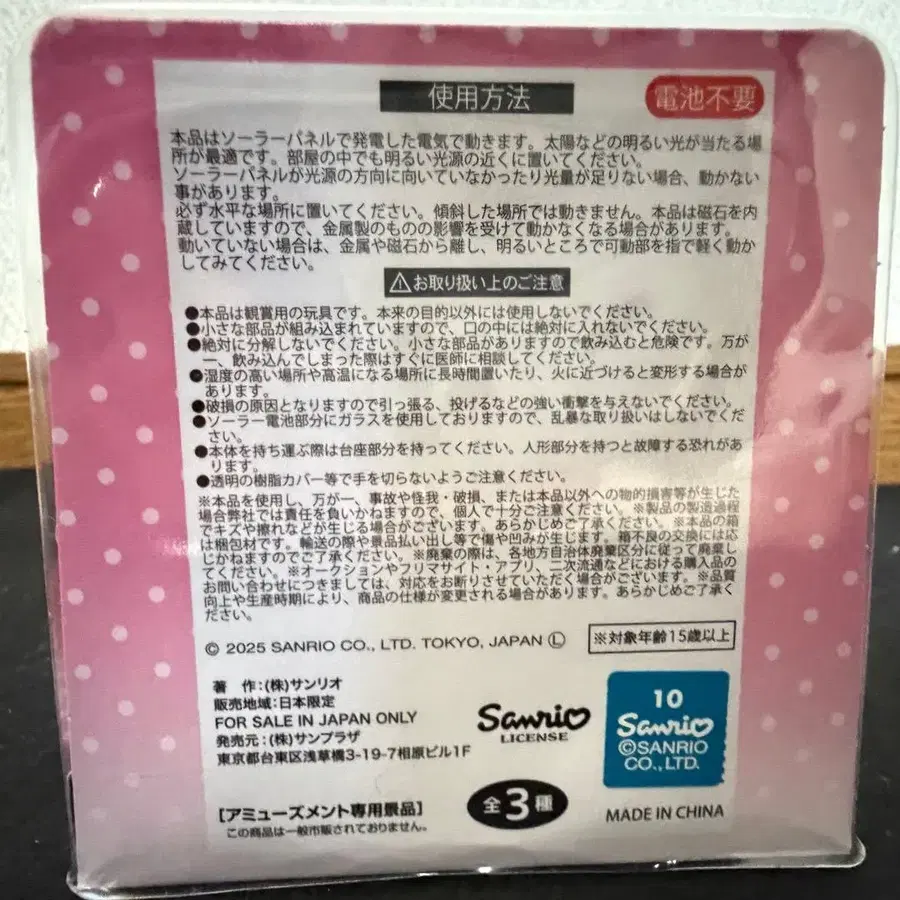 使用方法
電池不要
本品はソーラーパネルで発電した電気で動きます。太陽などの明るい光が当たる場
所が最適です。部屋の中でも明るい光源の近くに置いてください。
ソーラーパネルが光源の方向に向いていなかったり光量が足りない場合、動かない
事があります。
必ず水平な場所に置いてください。傾斜した場所では動きません。本品は磁石を内
蔵していますので、金属製のものの影響を受けて動かなくなる場合があります。
動いていない場合は、金属や磁石から離し、明るいところで可動部を指で軽く動か
してみてください。
⚠お取り扱い上のご注意
●本品は観賞用の玩具です。本来の目的以外には使用しないでください。
●小さな部品が組み込まれていますので、口の中には絶対に入れないでください。
●絶対に分解しないでください。小さな部品がありますので飲み込むと危険です。万が
一、飲み込んでしまった際はすぐに医師に相談してください。
●湿度の高い場所や高温になる場所に長時間置いたり、火に近づけると変形する場合が
あります。
●破損の原因となりますので引っ張る、投げるなどの強い衝撃を与えないでください。
●ソーラー電池部分にガラスを使用しておりますので、乱暴な取り扱いはしないでくだ
さい。
●本体を持ち運ぶ際は台座部分を持ってください。人形部分を持つと故障する恐れがあ
ります。
●透明の樹脂カバー等で手を切らないようご注意ください。
※本品を使用し、万が一、事故や怪我・破損、または本品以外への物的損害等が生じた
場合弊社では責任を負いかねますので、個人で十分ご注意ください。※製品の製造過程
でキズや擦れなどが生じる場合がございます。あらかじめご了承ください。※本品の箱
は梱包材です。輸送の際や景品払い出し等で傷や凹みが生じます。箱不良の交換には応
じかねますのでご了承ください。※廃棄の際は、各地方自治体廃棄区分に従って廃棄し
てください。※オークションやフリマサイト・アプリ、二次流通などにおける購入品の
お問い合わせにつきましては、対応をお断りさせていただく場合がございます。※品質
向上や生産時期により、商品の仕様が変更される場合があります。あらかじめご了承く
ださい。
© 2025 SANRIO CO., LTD. TOKYO, JAPAN Ⓛ
※対象年齢15歳以上
著　作：(株)サンリオ
販売地域：日本限定
FOR SALE IN JAPAN ONLY
発売元：(株)サンプラザ
東京都台東区浅草橋3-19-7相原ビル1F
Sanrio
LICENSE
10
Sanrio
©SANRIO
CO.,LTD.
【アミューズメント専用景品】
この商品は一般市販されておりません。
全3種
MADE IN CHINA